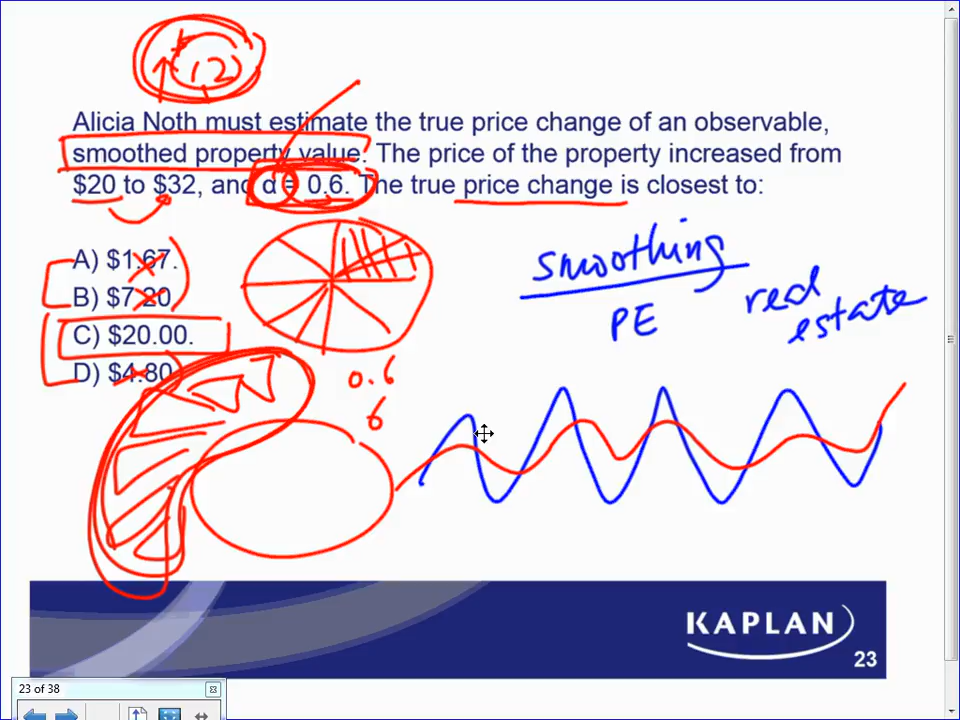 12
Alicia Noth must estimate the true price change of an observable,
smoothed property value. The price of the property increased from
$20 to $32, and α = 0.6. The true price change is closest to:
A) $1.67.
B) $7.20
C) $20.00.
D) $4.80
smoothing
PE
real
estate
0.6
6
KAPLAN
23
23 of 38